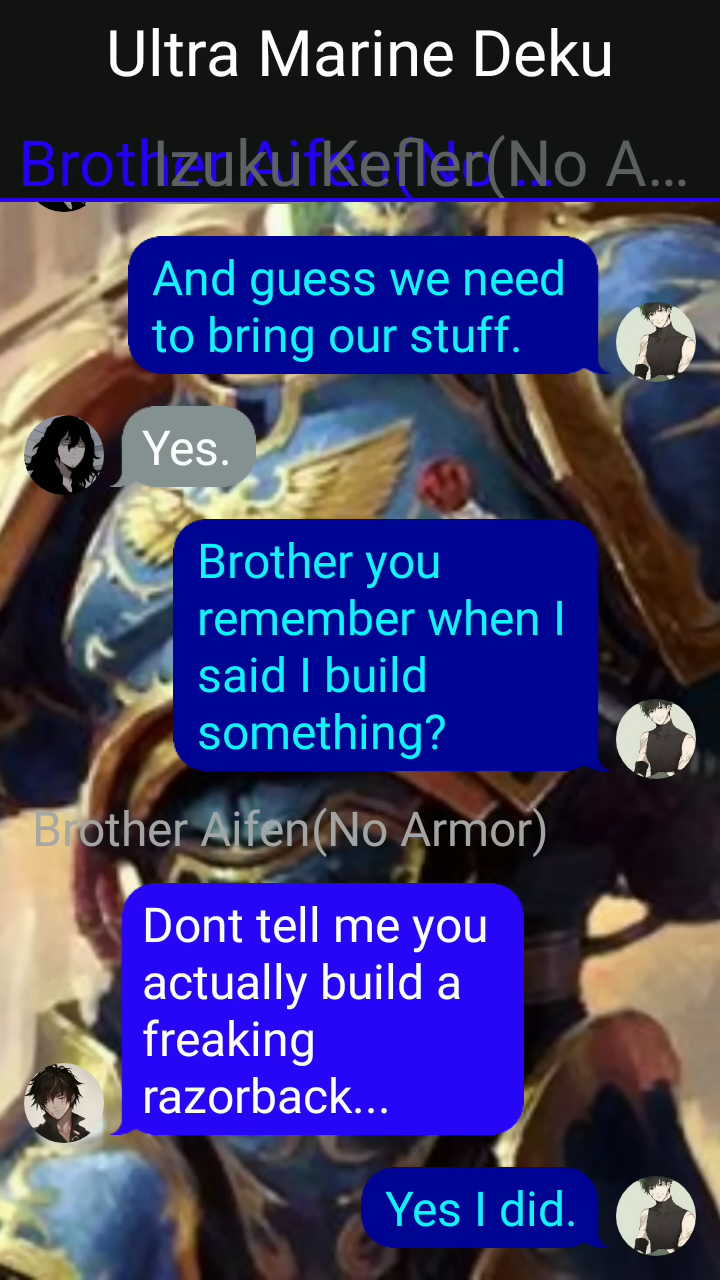 Ultra Marine Deku
Brother Aifen(No ...
Izuku Kefler(No A...
And guess we need
to bring our stuff.
Yes.
Brother you
remember when I
said I build
something?
Brother Aifen(No Armor)
Dont tell me you
actually build a
freaking
razorback...
Yes I did.